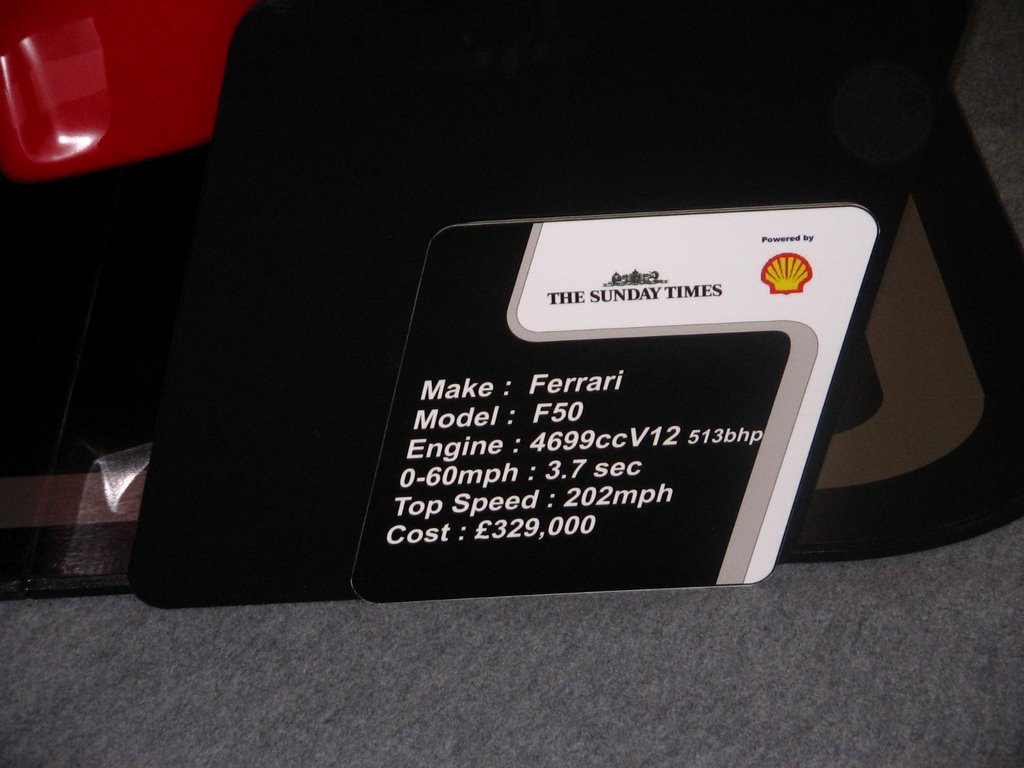 Powered by
THE SUNDAY TIMES
Make : Ferrari
Model : F50
Engine : 4699ccV12 513bhp
0-60mph : 3.7 sec
Top Speed : 202mph
Cost : £329,000